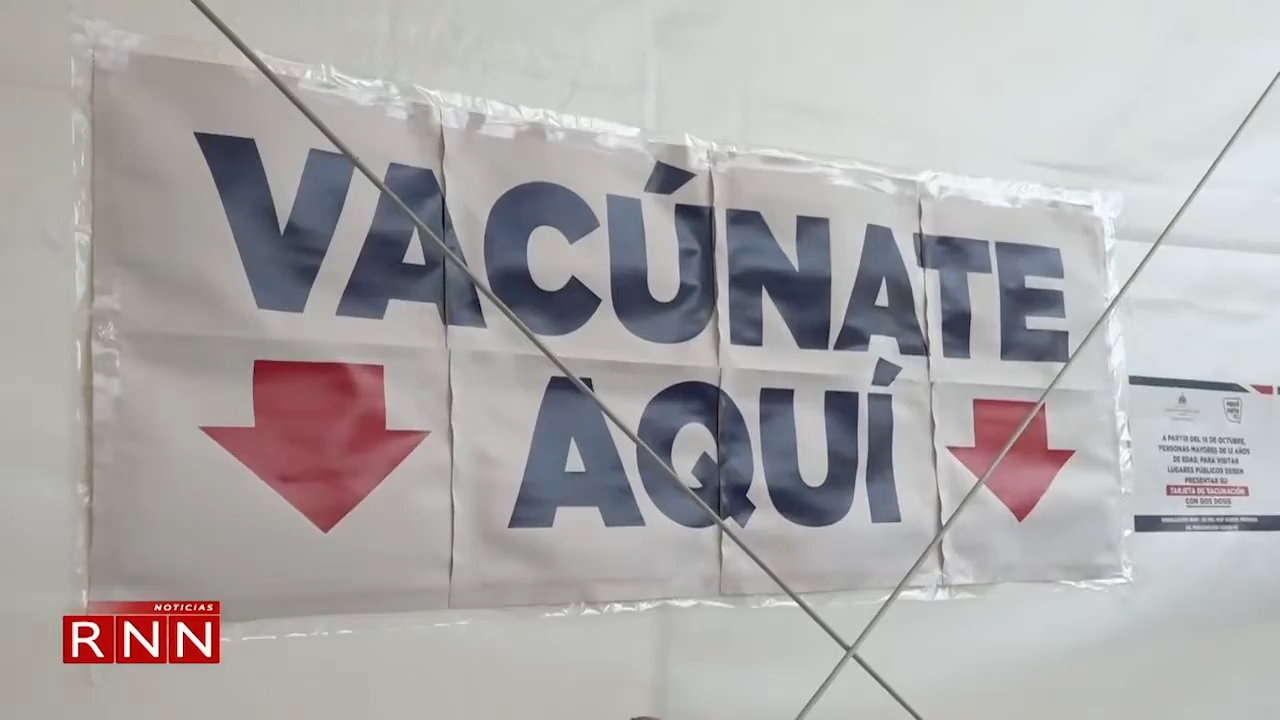 VACÚNATE
AQUÍ
A PARTIR DEL 18 DE OCTUBRE,
PERSONAS MAYORES DE 12 AÑOS
DE EDAD, PARA VISITAR
LUGARES PÚBLICOS DEBEN
PRESENTAR SU
TARJETA DE VACUNACIÓN
CON DOS DOSIS
NOTICIAS
RNN